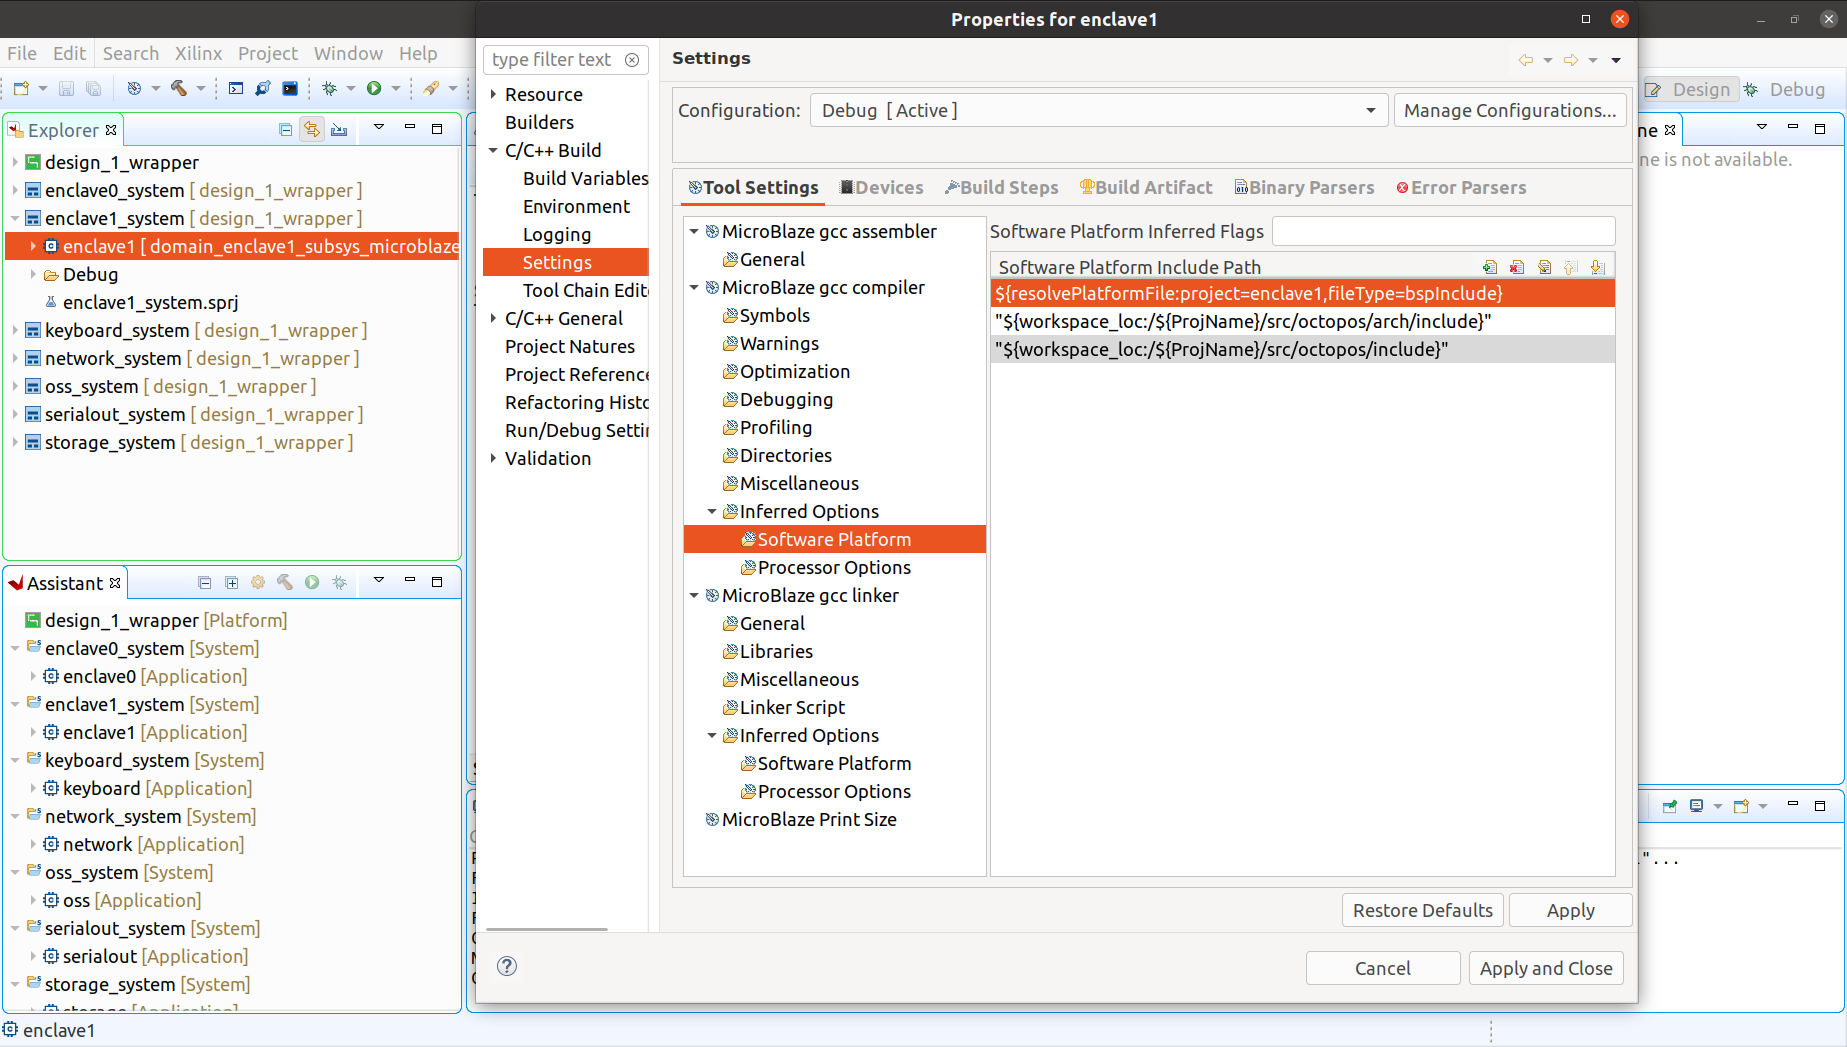 Properties for enclave1
File Edit Search Xilinx Project Window Help
Design Debug
Explorer
design_1_wrapper
enclave0_system [ design_1_wrapper ]
enclave1_system [ design_1_wrapper ]
enclave1 [ domain_enclave1_subsys_microblaze
Debug
enclave1_system.sprj
keyboard_system [ design_1_wrapper ]
network_system [ design_1_wrapper ]
oss_system [ design_1_wrapper ]
serialout_system [ design_1_wrapper ]
storage_system [ design_1_wrapper ]
Assistant
design_1_wrapper [Platform]
enclave0_system [System]
enclave0 [Application]
enclave1_system [System]
enclave1 [Application]
keyboard_system [System]
keyboard [Application]
network_system [System]
network [Application]
oss_system [System]
oss [Application]
serialout_system [System]
serialout [Application]
storage_system [System]
storage [Application]
enclave1
type filter text
Resource
Builders
C/C++ Build
Build Variables
Environment
Logging
Settings
Tool Chain Edit
C/C++ General
Project Natures
Project Reference
Refactoring Histo
Run/Debug Settin
Validation
Settings
Configuration: Debug [ Active ] Manage Configurations...
Tool Settings Devices Build Steps Build Artifact Binary Parsers Error Parsers
MicroBlaze gcc assembler
General
MicroBlaze gcc compiler
Symbols
Warnings
Optimization
Debugging
Profiling
Directories
Miscellaneous
Inferred Options
Software Platform
Processor Options
MicroBlaze gcc linker
General
Libraries
Miscellaneous
Linker Script
Inferred Options
Software Platform
Processor Options
MicroBlaze Print Size
Software Platform Inferred Flags
Software Platform Include Path
${resolvePlatformFile:project=enclave1,fileType=bspInclude}
"${workspace_loc:/${ProjName}/src/octopos/arch/include}"
"${workspace_loc:/${ProjName}/src/octopos/include}"
Restore Defaults Apply
Cancel Apply and Close
ne
ne is not available.
"...